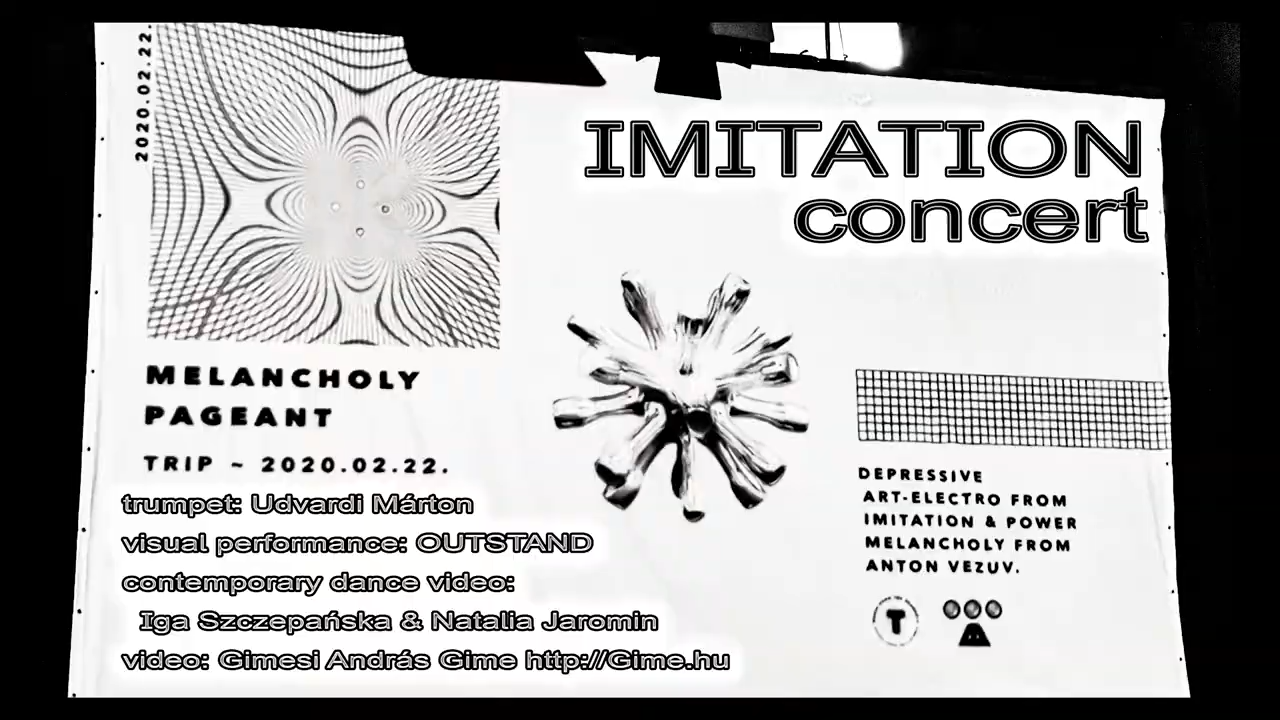 2020.02.22.
IMITATION
concert
MELANCHOLY
PAGEANT
TRIP ~ 2020.02.22.
trumpet: Udvardi Márton
visual performance: OUTSTAND
contemporary dance video:
Iga Szczepańska & Natalia Jaromin
video: Gimesi András Gime http://Gime.hu
DEPRESSIVE
ART-ELECTRO FROM
IMITATION & POWER
MELANCHOLY FROM
ANTON VEZUV.
T